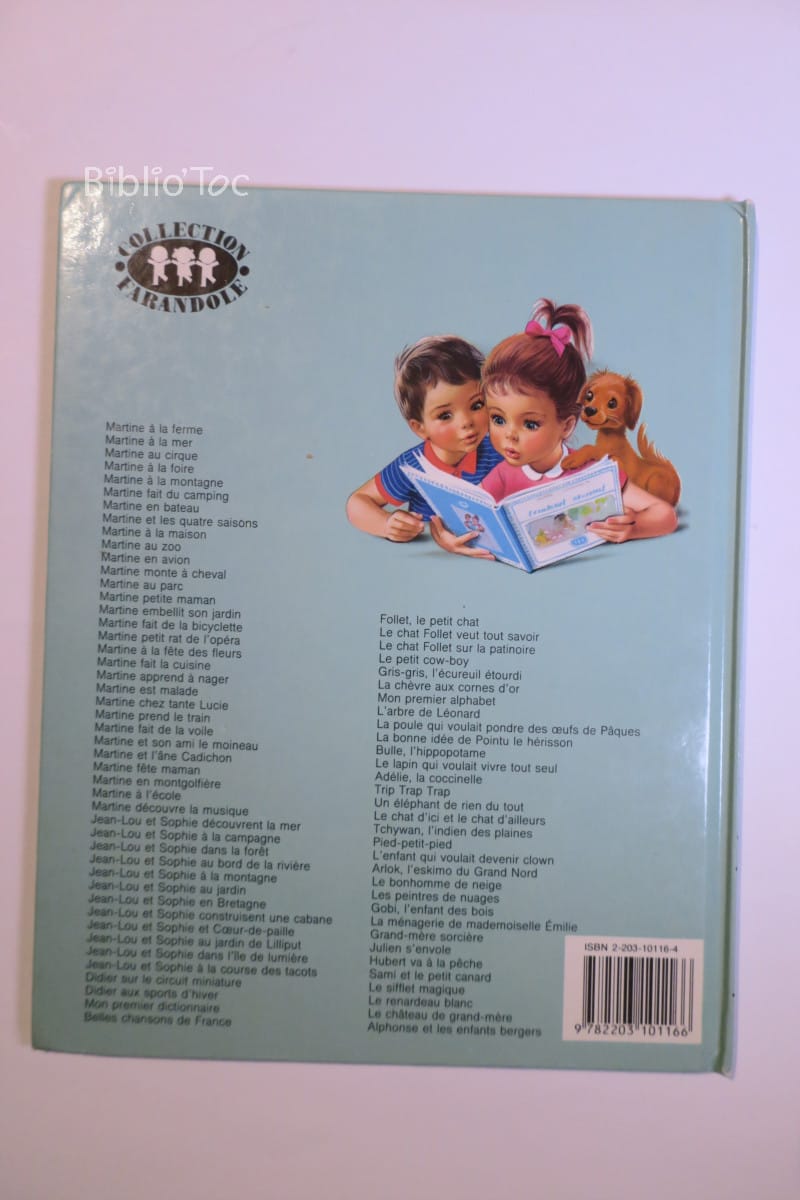 Biblio'Toc
COLLECTION
FARANDOLE
Martine à la ferme
Martine à la mer
Martine au cirque
Martine à la foire
Martine à la montagne
Martine fait du camping
Martine en bateau
Martine et les quatre saisons
Martine à la maison
Martine au zoo
Martine en avion
Martine monte à cheval
Martine au parc
Martine petite maman
Martine embellit son jardin
Martine fait de la bicyclette
Martine petit rat de l'opéra
Martine à la fête des fleurs
Martine fait la cuisine
Martine apprend à nager
Martine est malade
Martine chez tante Lucie
Martine prend le train
Martine fait de la voile
Martine et son ami le moineau
Martine et l'âne Cadichon
Martine fête maman
Martine en montgolfière
Martine à l'école
Martine découvre la musique
Jean-Lou et Sophie découvrent la mer
Jean-Lou et Sophie à la campagne
Jean-Lou et Sophie dans la forêt
Jean-Lou et Sophie au bord de la rivière
Jean-Lou et Sophie à la montagne
Jean-Lou et Sophie au jardin
Jean-Lou et Sophie en Bretagne
Jean-Lou et Sophie construisent une cabane
Jean-Lou et Sophie et Cœur-de-paille
Jean-Lou et Sophie au jardin de Lilliput
Jean-Lou et Sophie dans l'île de lumière
Jean-Lou et Sophie à la course des tacots
Didier sur le circuit miniature
Didier aux sports d'hiver
Mon premier dictionnaire
Belles chansons de France
Follet, le petit chat
Le chat Follet veut tout savoir
Le chat Follet sur la patinoire
Le petit cow-boy
Gris-gris, l'écureuil étourdi
La chèvre aux cornes d'or
Mon premier alphabet
L'arbre de Léonard
La poule qui voulait pondre des œufs de Pâques
La bonne idée de Pointu le hérisson
Bulle, l'hippopotame
Le lapin qui voulait vivre tout seul
Adélie, la coccinelle
Trip Trap Trap
Un éléphant de rien du tout
Le chat d'ici et le chat d'ailleurs
Tchywan, l'indien des plaines
Pied-petit-pied
L'enfant qui voulait devenir clown
Arlok, l'eskimo du Grand Nord
Le bonhomme de neige
Les peintres de nuages
Gobi, l'enfant des bois
La ménagerie de mademoiselle Émilie
Grand-mère sorcière
Julien s'envole
Hubert va à la pêche
Sami et le petit canard
Le sifflet magique
Le renardeau blanc
Le château de grand-mère
Alphonse et les enfants bergers
ISBN 2-203-10116-4
9 782203 101166